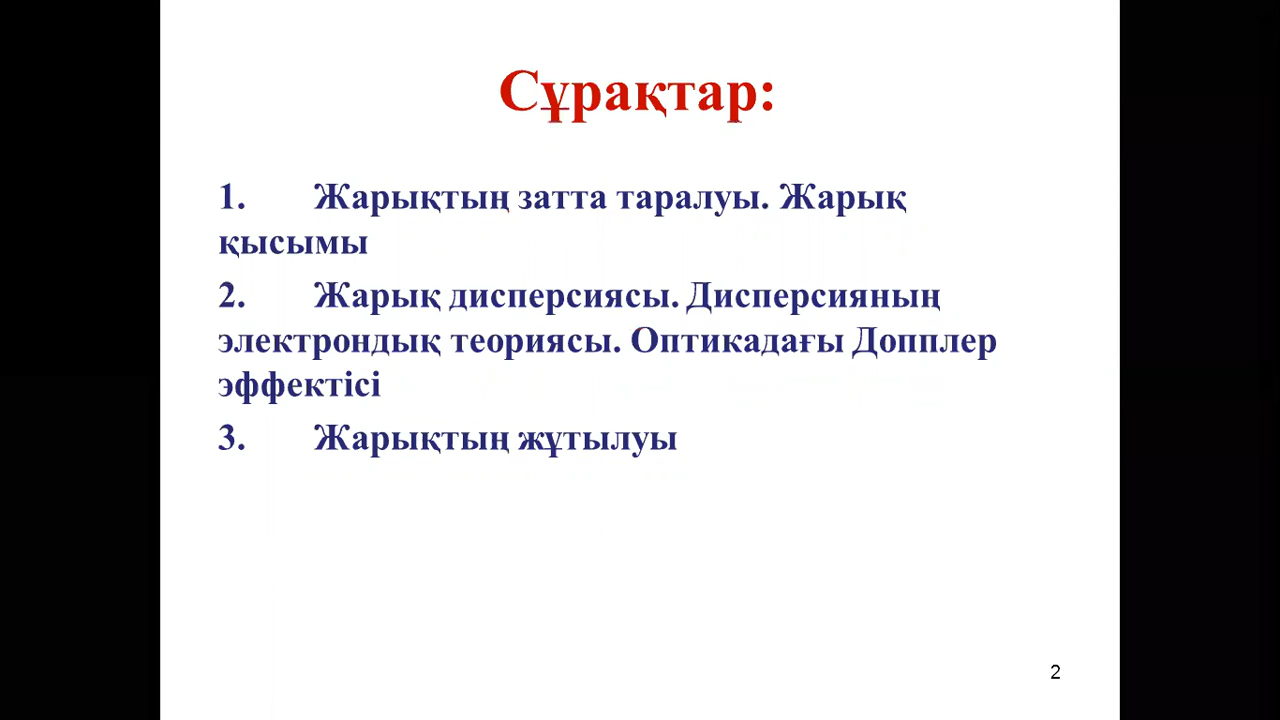 Сұрақтар:
1. Жарықтың затта таралуы. Жарық
қысымы
2. Жарық дисперсиясы. Дисперсияның
электрондық теориясы. Оптикадағы Допплер
эффектісі
3. Жарықтың жұтылуы
2